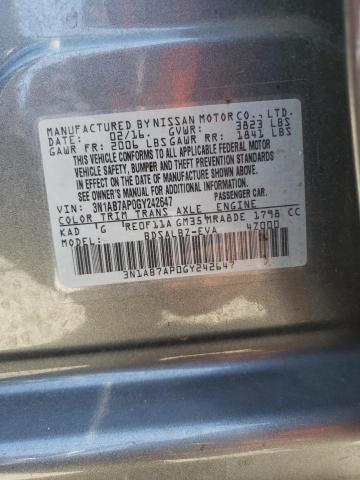 MANUFACTURED BY NISSAN MOTOR CO., LTD.
DATE: 02/16. GVWR: 3823 LBS
GAWR FR: 2006 LBS GAWR RR: 1841 LBS
THIS VEHICLE CONFORMS TO ALL APPLICABLE FEDERAL MOTOR
VEHICLE SAFETY, BUMPER AND THEFT PREVENTION STANDARDS
IN EFFECT ON THE DATE OF MANUFACTURE SHOWN ABOVE.
SEE OWNER'S MANUAL FOR ADDITIONAL INFORMATION.
VIN: 3N1AB7AP0GY242647 PASSENGER CAR.
COLOR TRIM TRANS AXLE ENGINE
KAD G RE0F11A GM35 MRA8DE 1798 CC
MODEL: BDSALBZ-EVA 47000
3N1AB7AP0GY242647